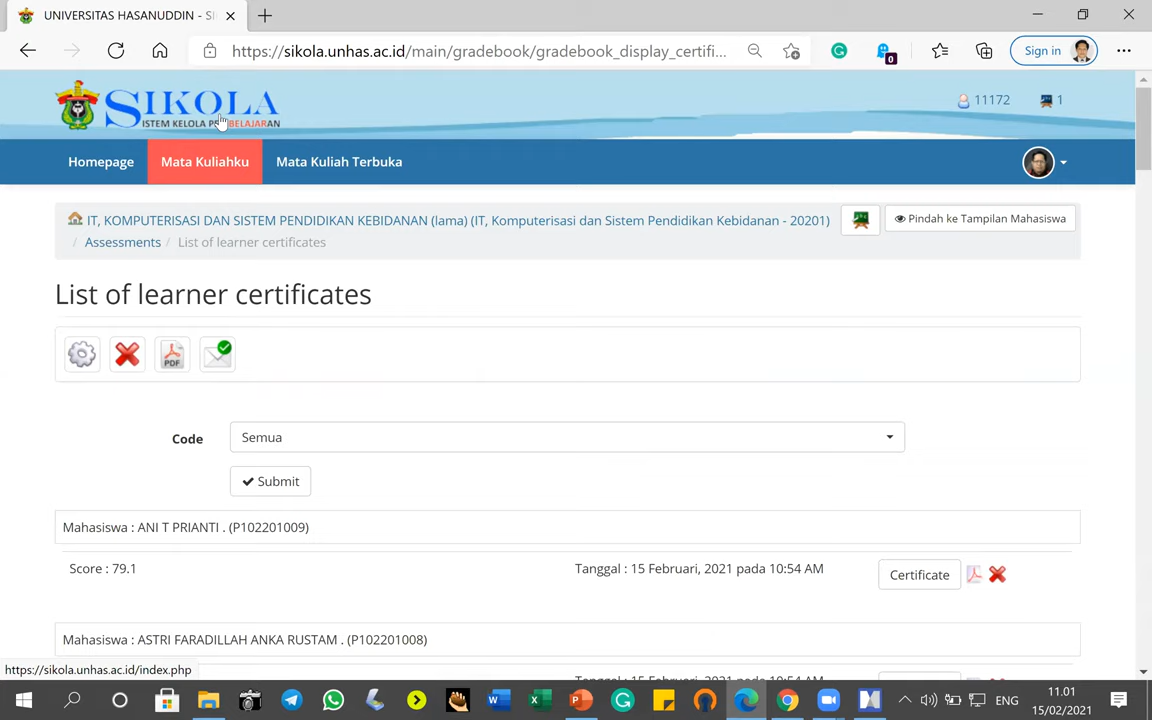 UNIVERSITAS HASANUDDIN - SI
https://sikola.unhas.ac.id/main/gradebook/gradebook_display_certifi...
0
Sign in
SIKOLA
SISTEM KELOLA PEMBELAJARAN
11172
1
Homepage
Mata Kuliahku
Mata Kuliah Terbuka
IT, KOMPUTERISASI DAN SISTEM PENDIDIKAN KEBIDANAN (lama) (IT, Komputerisasi dan Sistem Pendidikan Kebidanan - 20201)
Pindah ke Tampilan Mahasiswa
/ Assessments / List of learner certificates
List of learner certificates
PDF
Code
Semua
Submit
Mahasiswa : ANI T PRIANTI . (P102201009)
Score : 79.1
Tanggal : 15 Februari, 2021 pada 10:54 AM
Certificate
Mahasiswa : ASTRI FARADILLAH ANKA RUSTAM . (P102201008)
https://sikola.unhas.ac.id/index.php
ENG
11.01
15/02/2021